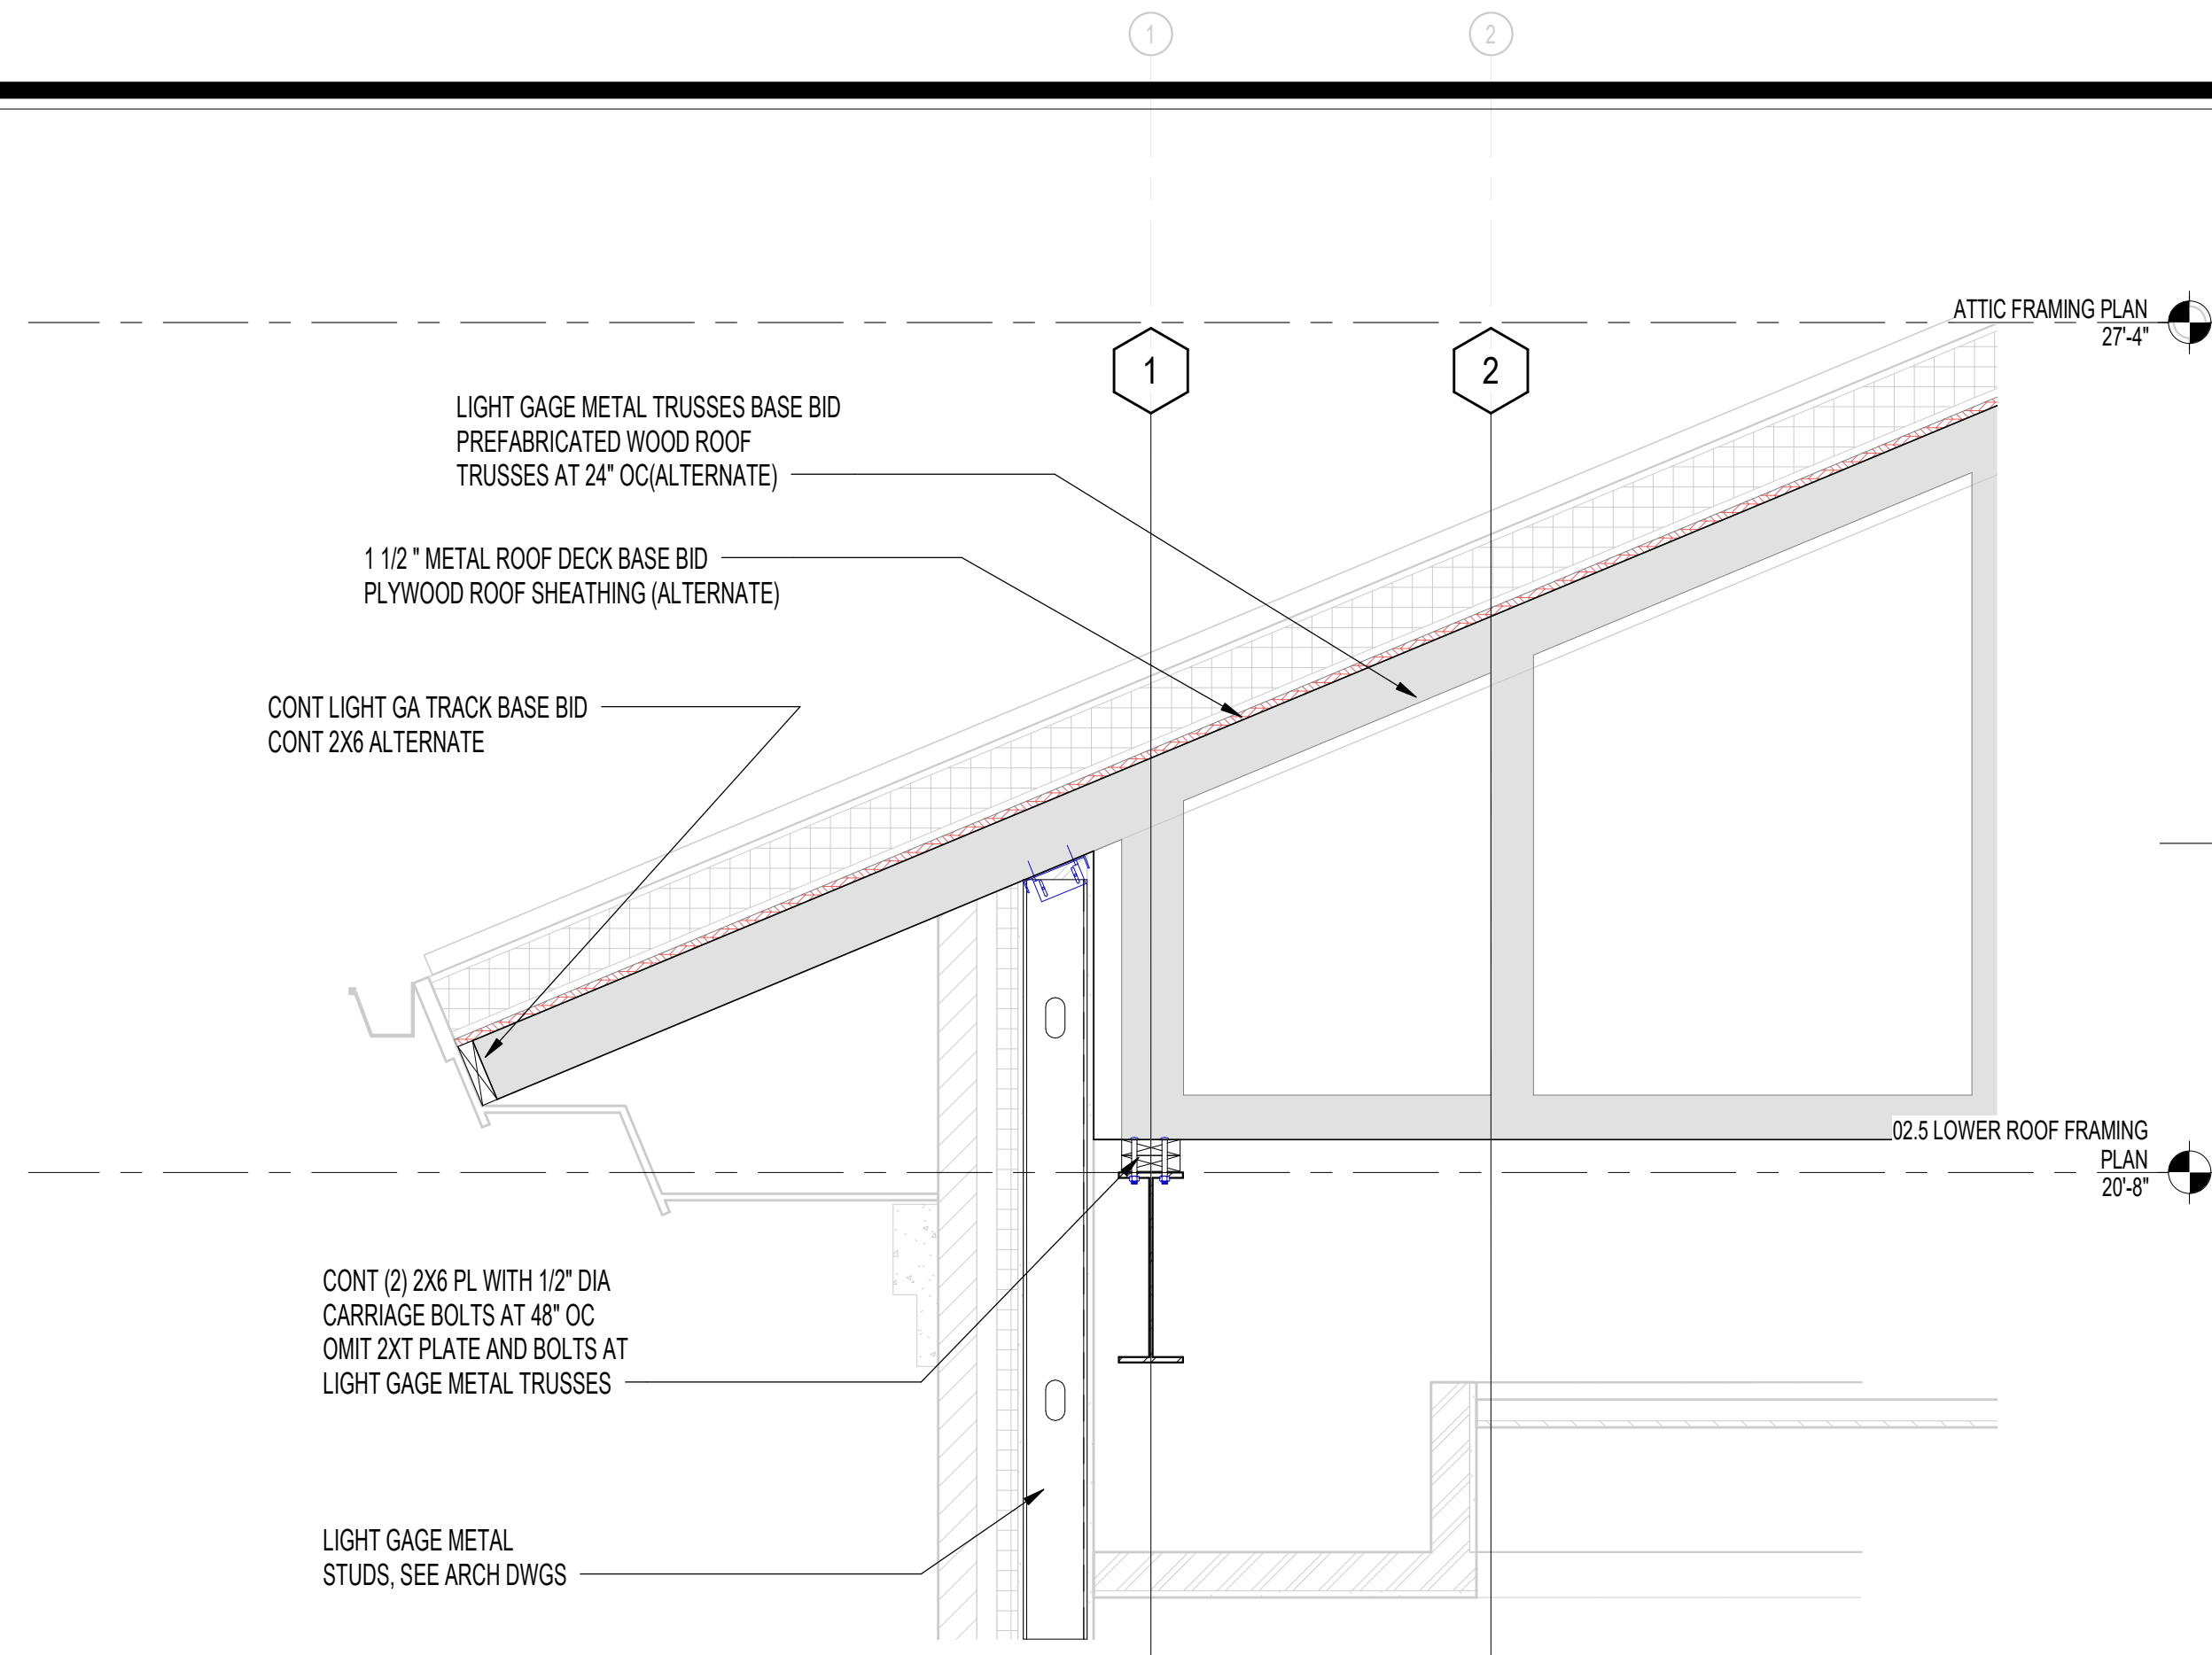 1
2
ATTIC FRAMING PLAN
27'-4"
1
2
LIGHT GAGE METAL TRUSSES BASE BID
PREFABRICATED WOOD ROOF
TRUSSES AT 24" OC(ALTERNATE)
1 1/2 " METAL ROOF DECK BASE BID
PLYWOOD ROOF SHEATHING (ALTERNATE)
CONT LIGHT GA TRACK BASE BID
CONT 2X6 ALTERNATE
02.5 LOWER ROOF FRAMING
PLAN
20'-8"
CONT (2) 2X6 PL WITH 1/2" DIA
CARRIAGE BOLTS AT 48" OC
OMIT 2XT PLATE AND BOLTS AT
LIGHT GAGE METAL TRUSSES
LIGHT GAGE METAL
STUDS, SEE ARCH DWGS